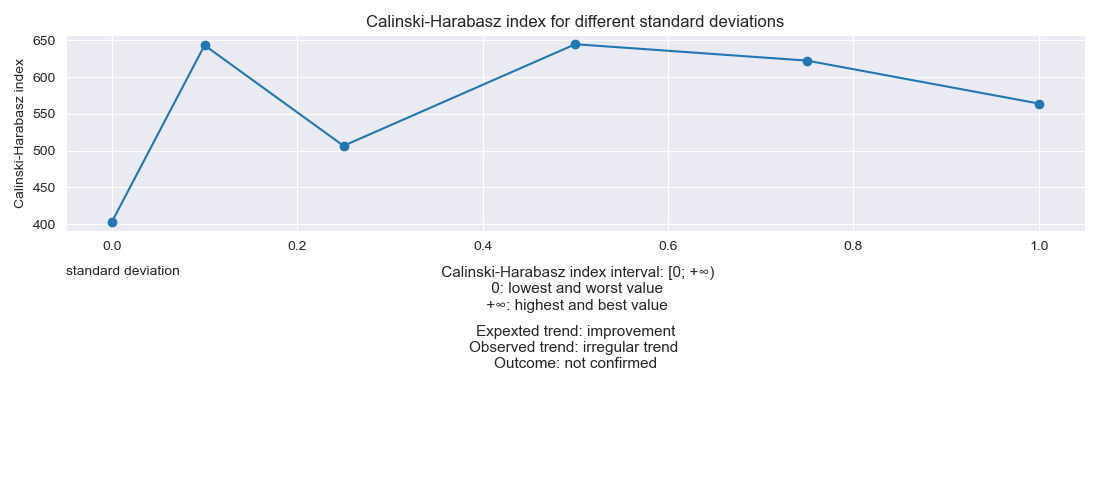 Calinski-Harabasz index for different standard deviations
Calinski-Harabasz index
650
600
550
500
450
400
0.0 0.2 0.4 0.6 0.8 1.0
standard deviation
Calinski-Harabasz index interval: [0; +∞)
0: lowest and worst value
+∞: highest and best value
Expexted trend: improvement
Observed trend: irregular trend
Outcome: not confirmed